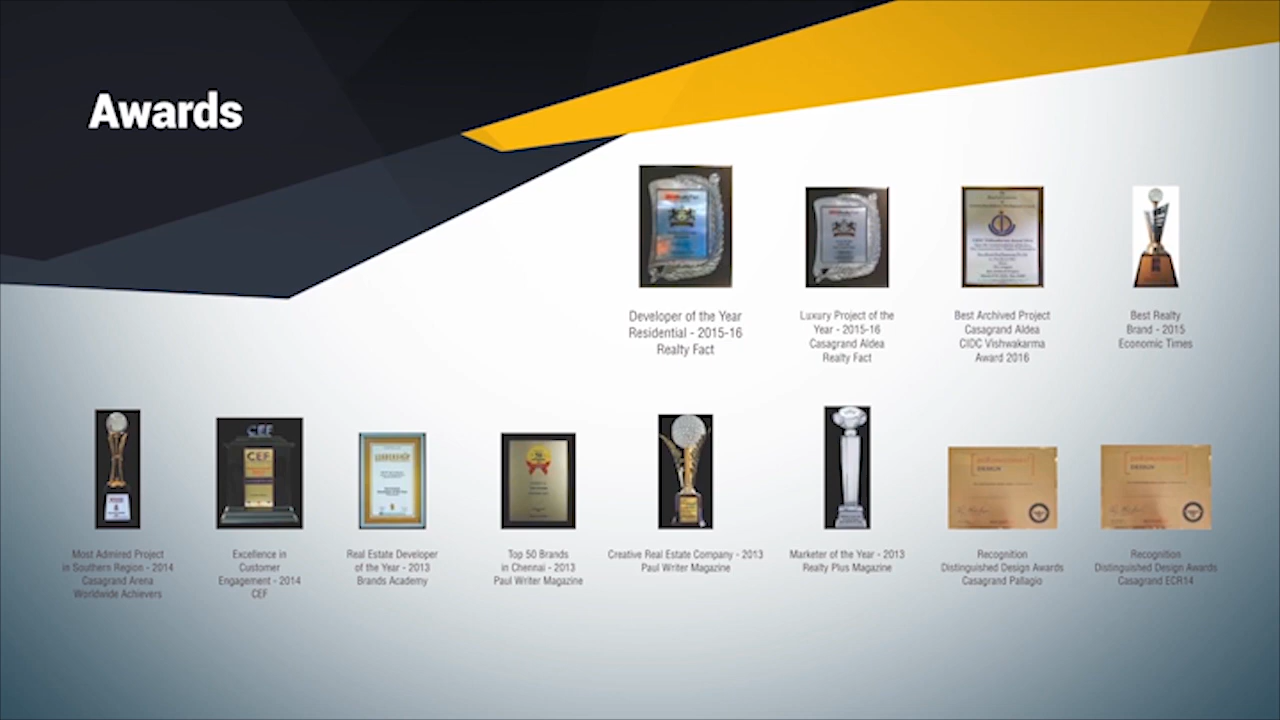 Awards
Developer of the Year
Residential - 2015-16
Realty Fact
Luxury Project of the
Year - 2015-16
Casagrand Aldea
Realty Fact
Best Archived Project
Casagrand Aldea
CIDC Vishwakarma
Award 2016
Best Realty
Brand - 2015
Economic Times
Most Admired Project
in Southern Region - 2014
Casagrand Arena
Worldwide Achievers
CEF
CEF
Excellence in
Customer
Engagement - 2014
CEF
Real Estate Developer
of the Year - 2013
Brands Academy
Top 50 Brands
in Chennai - 2013
Paul Writer Magazine
Creative Real Estate Company - 2013
Paul Writer Magazine
Marketer of the Year - 2013
Realty Plus Magazine
DESIGN
Recognition
Distinguished Design Awards
Casagrand Pallagio
DESIGN
Recognition
Distinguished Design Awards
Casagrand ECR14